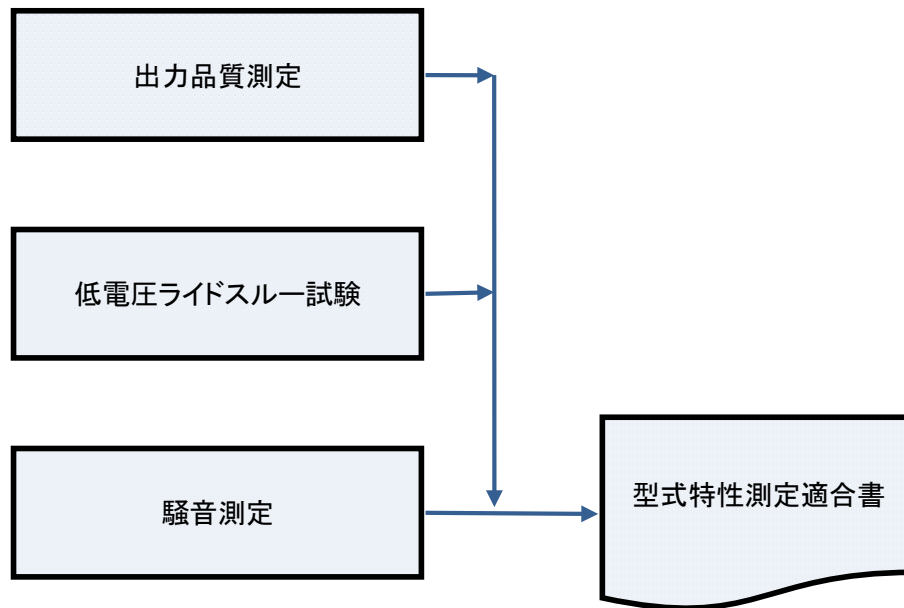 出力品質測定
低電圧ライドスルー試験
騒音測定
型式特性測定適合書